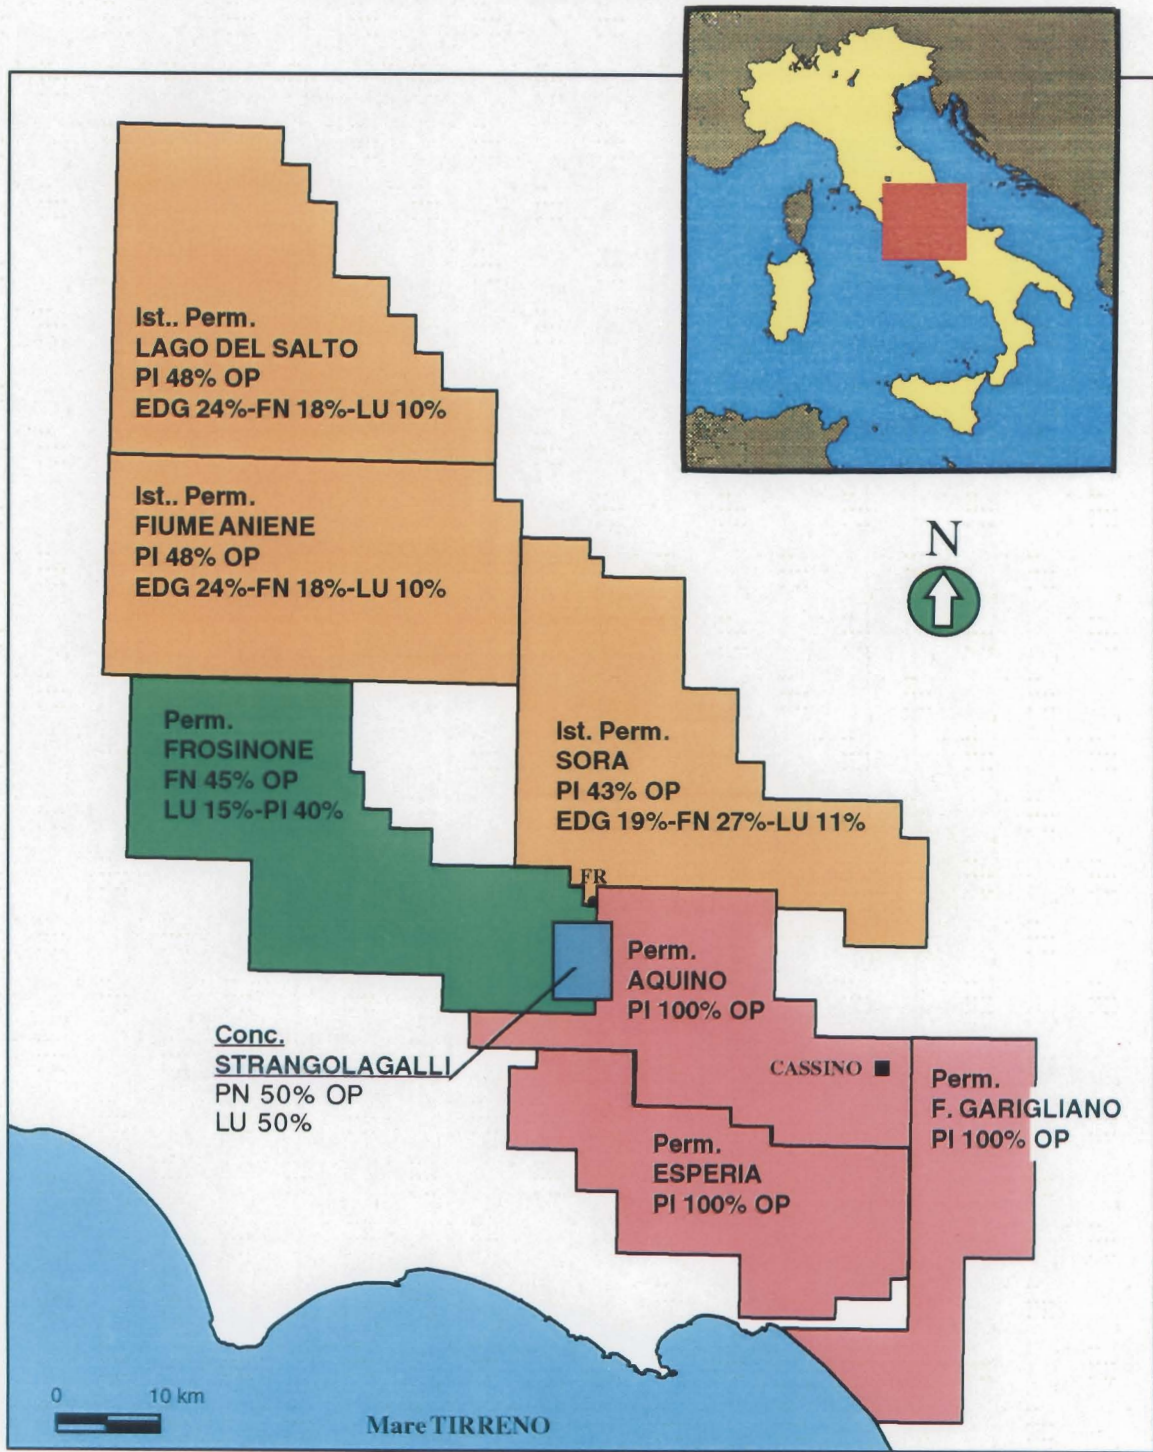 Ist.. Perm.
LAGO DEL SALTO
PI 48% OP
EDG 24%-FN 18%-LU 10%
Ist.. Perm.
FIUME ANIENE
PI 48% OP
EDG 24%-FN 18%-LU 10%
N
Perm.
FROSINONE
FN 45% OP
LU 15%-PI 40%
Ist. Perm.
SORA
PI 43% OP
EDG 19%-FN 27%-LU 11%
FR
Perm.
AQUINO
PI 100% OP
Conc.
STRANGOLAGALLI
PN 50% OP
LU 50%
CASSINO
Perm.
F. GARIGLIANO
PI 100% OP
Perm.
ESPERIA
PI 100% OP
0 10 km
Mare TIRRENO